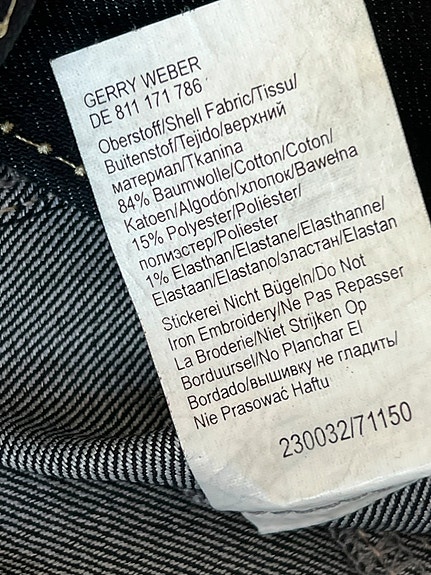 GERRY WEBER
DE 811 171 786
Oberstoff/Shell Fabric/Tissu/
Buitenstof/Tejido/верхний
материал/Tkanina
84% Baumwolle/Cotton/Coton/
Katoen/Algodón/хлопок/Bawełna
15% Polyester/Poliéster/
полиэстер/Poliester
1% Elasthan/Elastane/Elasthanne/
Elastaan/Elastano/эластан/Elastan
Stickerei Nicht Bügeln/Do Not
Iron Embroidery/Ne Pas Repasser
La Broderie/Niet Strijken Op
Borduursel/No Planchar El
Bordado/вышивку не гладить/
Nie Prasować Haftu
230032/71150